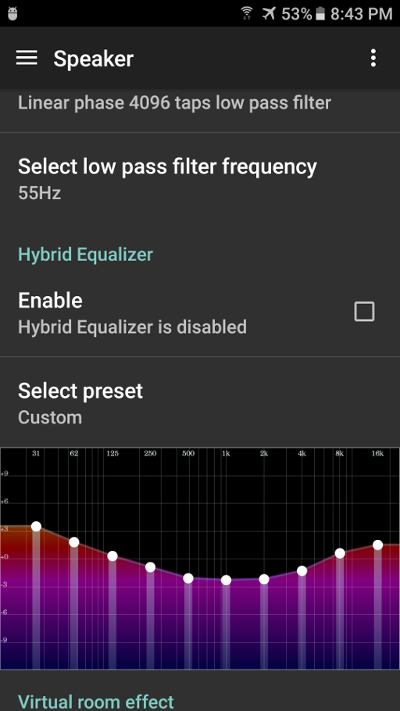 53% 8:43 PM
Speaker
Linear phase 4096 taps low pass filter
Select low pass filter frequency
55Hz
Hybrid Equalizer
Enable
Hybrid Equalizer is disabled
Select preset
Custom
31 62 125 250 500 1k 2k 4k 8k 16k
+9
+6
+3
+0
-3
-6
-9
Virtual room effect